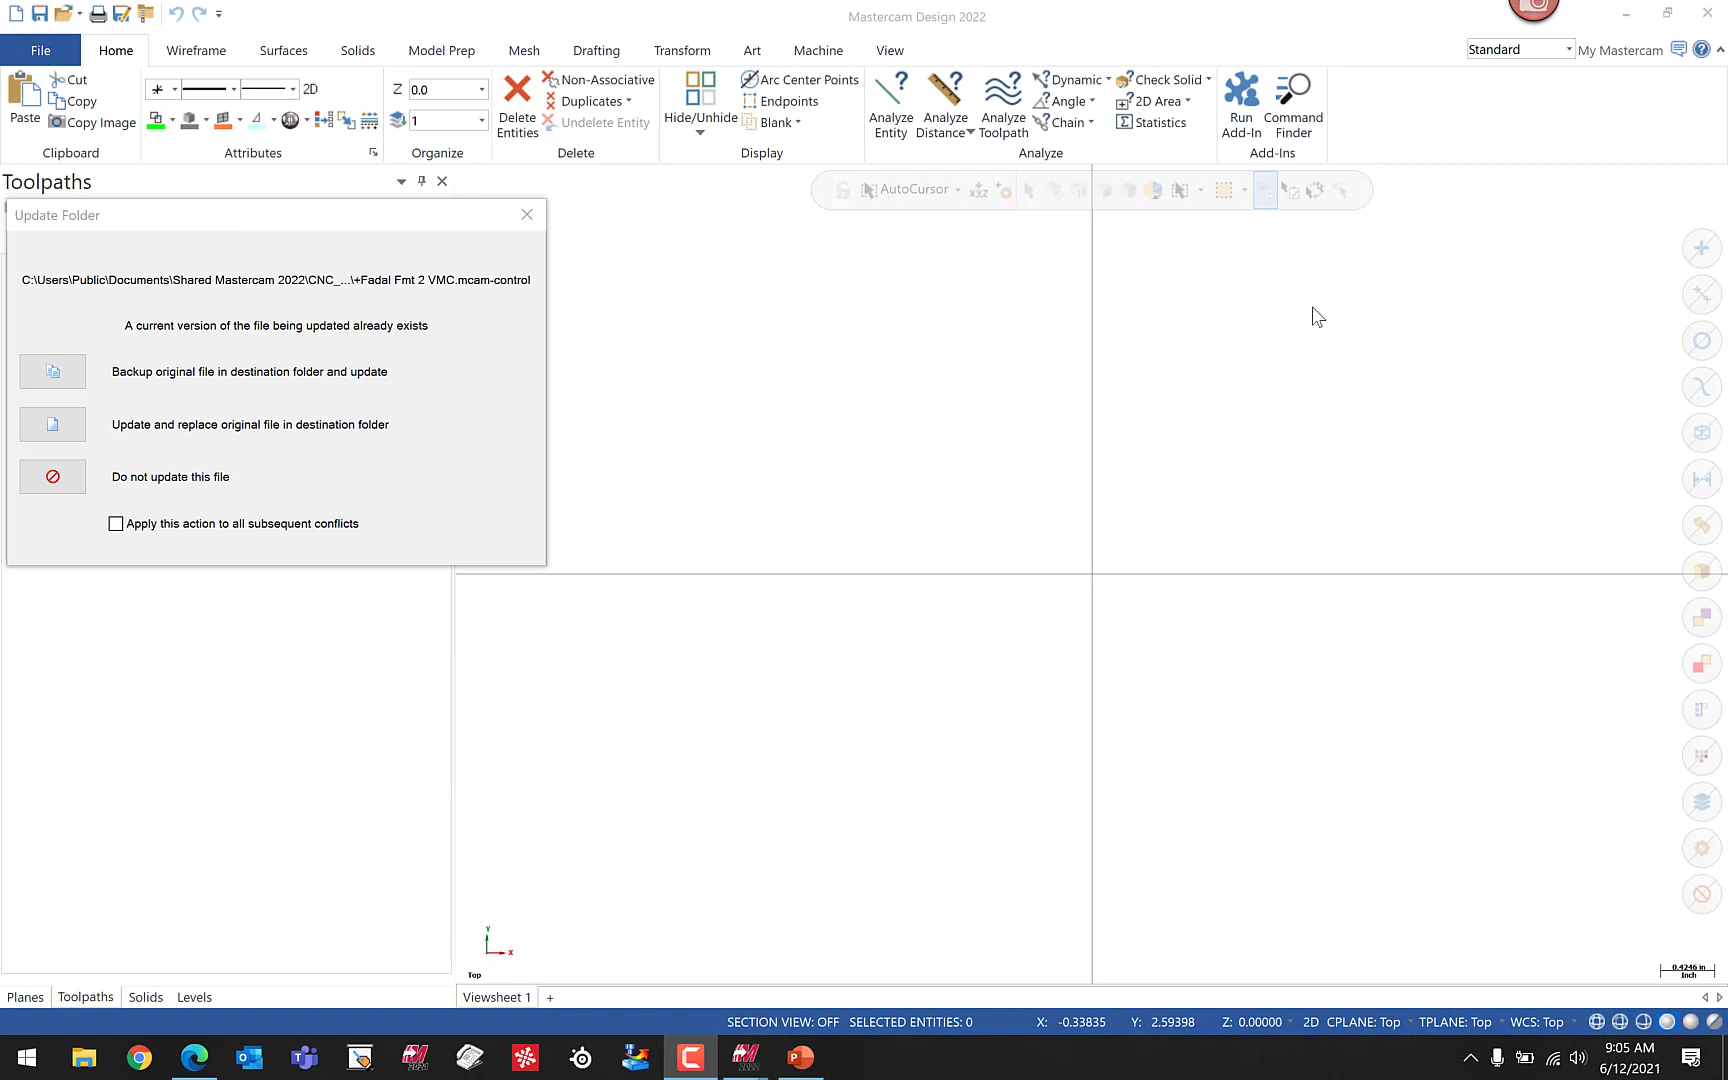 Mastercam Design 2022
File Home Wireframe Surfaces Solids Model Prep Mesh Drafting Transform Art Machine View Standard My Mastercam
Paste Cut Copy Copy Image
Clipboard
2D
Attributes
Z 0.0
1
Organize
Delete Entities
Non-Associative
Duplicates
Undelete Entity
Delete
Hide/Unhide
Arc Center Points
Endpoints
Blank
Display
Analyze Entity
Analyze Distance
Analyze Toolpath
Dynamic
Angle
Chain
Check Solid
2D Area
Statistics
Analyze
Run Add-In
Command Finder
Add-Ins
Toolpaths
AutoCursor
XYZ
Update Folder
C:\Users\Public\Documents\Shared Mastercam 2022\CNC_...\+Fadal Fmt 2 VMC.mcam-control
A current version of the file being updated already exists
Backup original file in destination folder and update
Update and replace original file in destination folder
Do not update this file
Apply this action to all subsequent conflicts
Y
X
Top
0.4246 in
Inch
Planes Toolpaths Solids Levels
Viewsheet 1 +
SECTION VIEW: OFF SELECTED ENTITIES: 0 X: -0.33835 Y: 2.59398 Z: 0.00000 2D CPLANE: Top TPLANE: Top WCS: Top
2021
2022
9:05 AM
6/12/2021